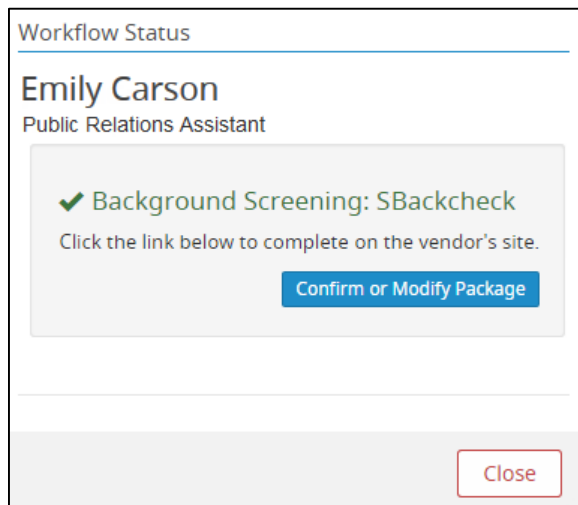 Workflow Status
Emily Carson
Public Relations Assistant
✔ Background Screening: SBackcheck
Click the link below to complete on the vendor's site.
Confirm or Modify Package
Close